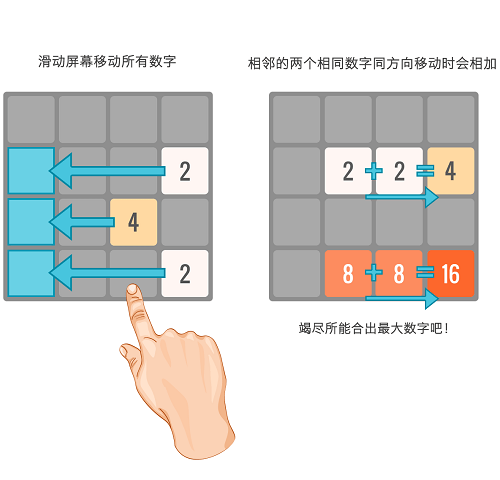 滑动屏幕移动所有数字
相邻的两个相同数字同方向移动时会相加
2
4
2
2 + 2 = 4
8 + 8 = 16
竭尽所能合出最大数字吧！